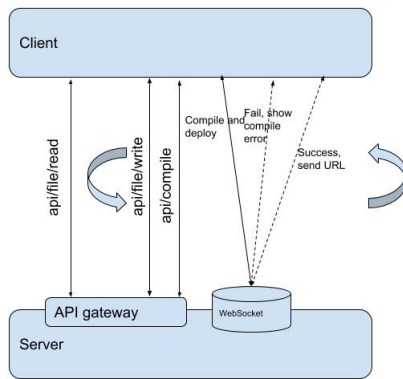 Client
api/file/read
api/file/write
api/compile
Compile and
deploy
Fail, show
compile
error
Success,
send URL
API gateway
WebSocket
Server